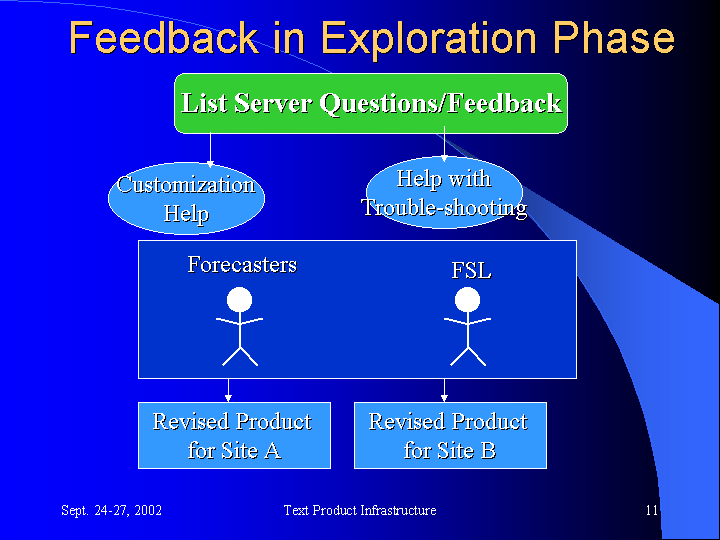 Feedback in Exploration Phase
List Server Questions/Feedback
Customization
Help
Help with
Trouble-shooting
Forecasters
FSL
Revised Product
for Site A
Revised Product
for Site B
Sept. 24-27, 2002
Text Product Infrastructure
11